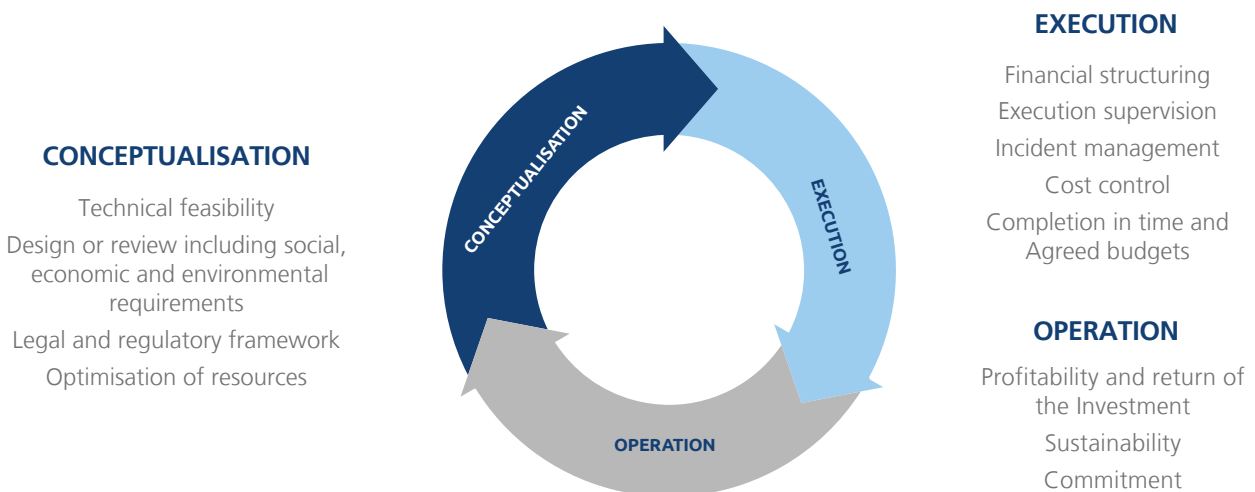 CONCEPTUALISATION
Technical feasibility
Design or review including social,
economic and environmental
requirements
Legal and regulatory framework
Optimisation of resources
CONCEPTUALISATION
EXECUTION
OPERATION
EXECUTION
Financial structuring
Execution supervision
Incident management
Cost control
Completion in time and
Agreed budgets
OPERATION
Profitability and return of
the Investment
Sustainability
Commitment